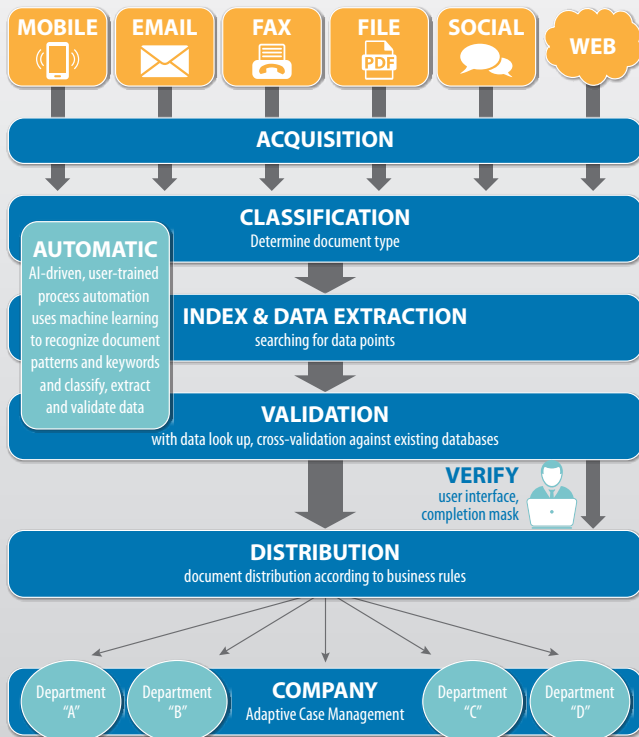 MOBILE
EMAIL
FAX
FILE
PDF
SOCIAL
WEB
ACQUISITION
CLASSIFICATION
Determine document type
AUTOMATIC
AI-driven, user-trained
process automation
uses machine learning
to recognize document
patterns and keywords
and classify, extract
and validate data
INDEX & DATA EXTRACTION
searching for data points
VALIDATION
with data look up, cross-validation against existing databases
VERIFY
user interface,
completion mask
DISTRIBUTION
document distribution according to business rules
Department
"A"
Department
"B"
COMPANY
Adaptive Case Management
Department
"C"
Department
"D"